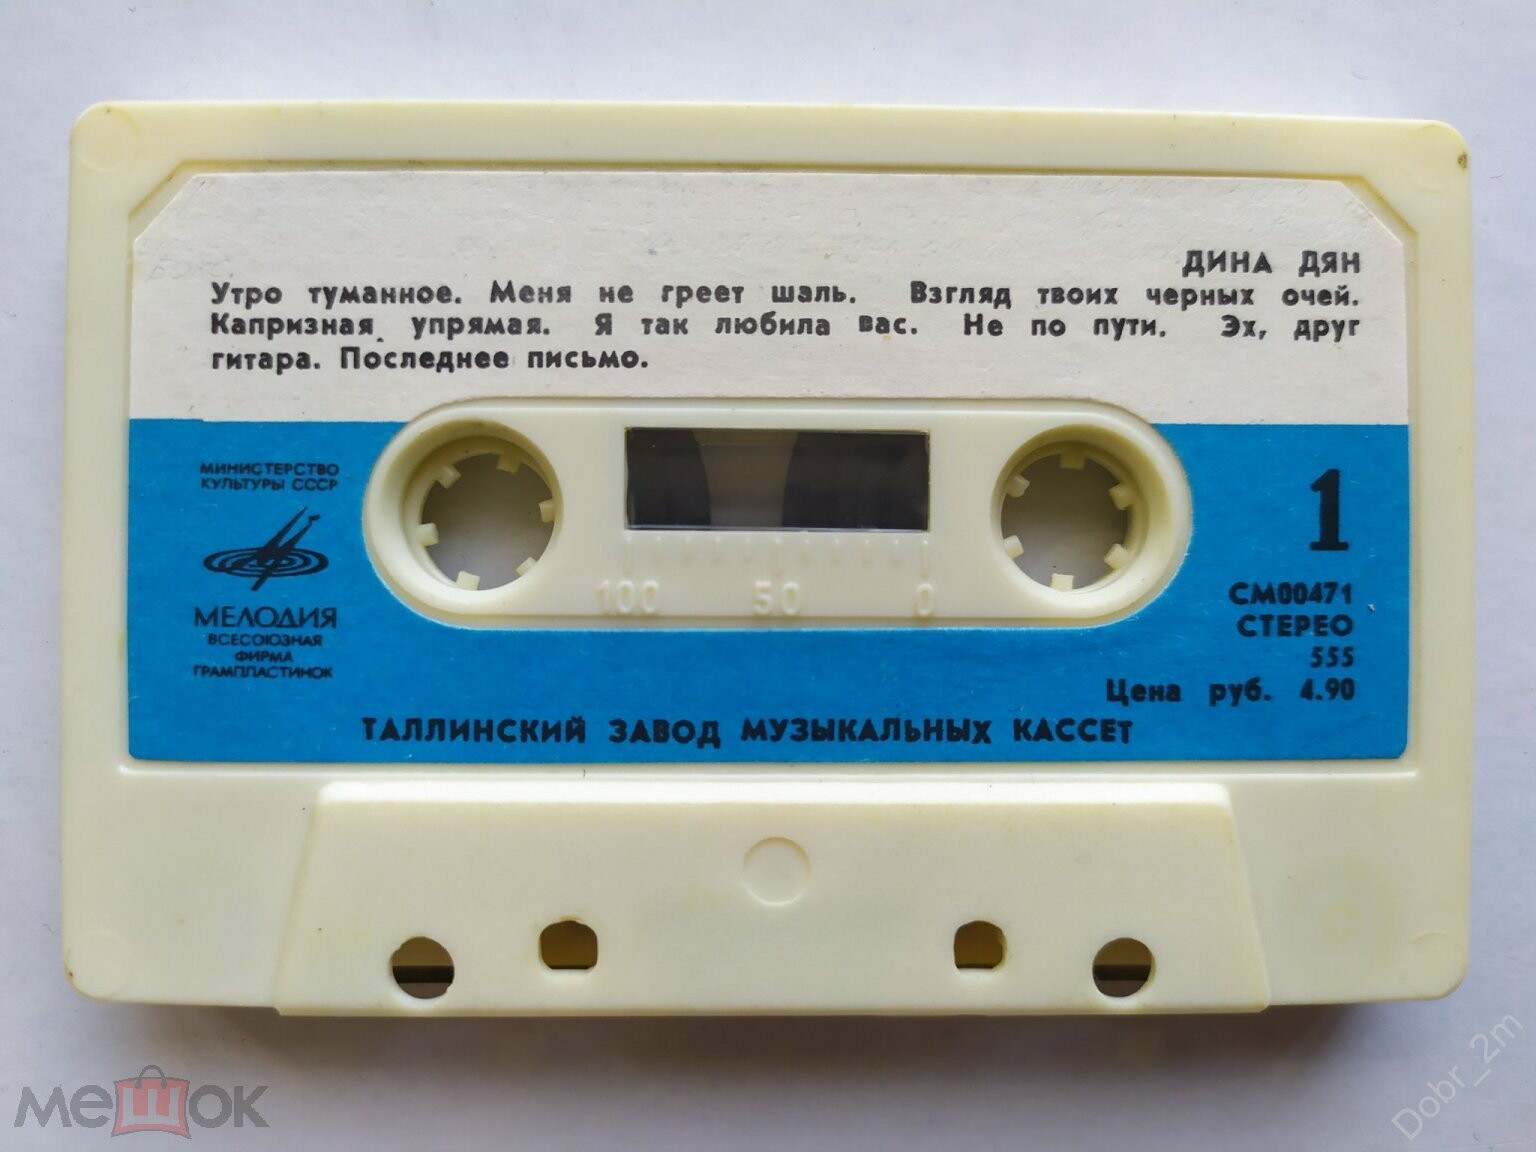 ДИНА ДЯН
Утро туманное. Меня не греет шаль. Взгляд твоих черных очей.
Капризная, упрямая. Я так любила вас. Не по пути. Эх, друг
гитара. Последнее письмо.
МИНИСТЕРСТВО
КУЛЬТУРЫ СССР
МЕЛОДИЯ
ВСЕСОЮЗНАЯ
ФИРМА
ГРАМПЛАСТИНОК
100 50 0
1
СМ00471
СТЕРЕО
555
Цена руб. 4.90
ТАЛЛИНСКИЙ ЗАВОД МУЗЫКАЛЬНЫХ КАССЕТ
мешок
Dobr_2m